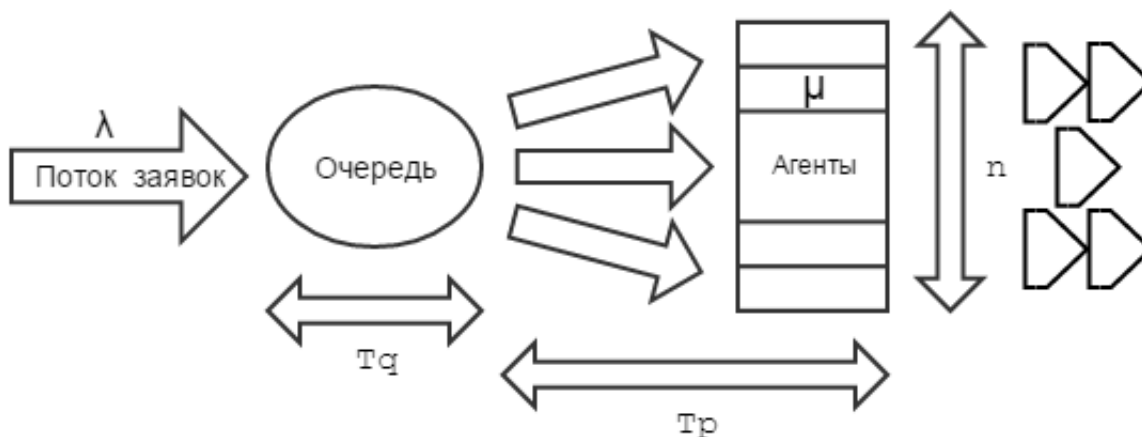 λ
Поток заявок
Очередь
μ
Агенты
n
Tq
Tp